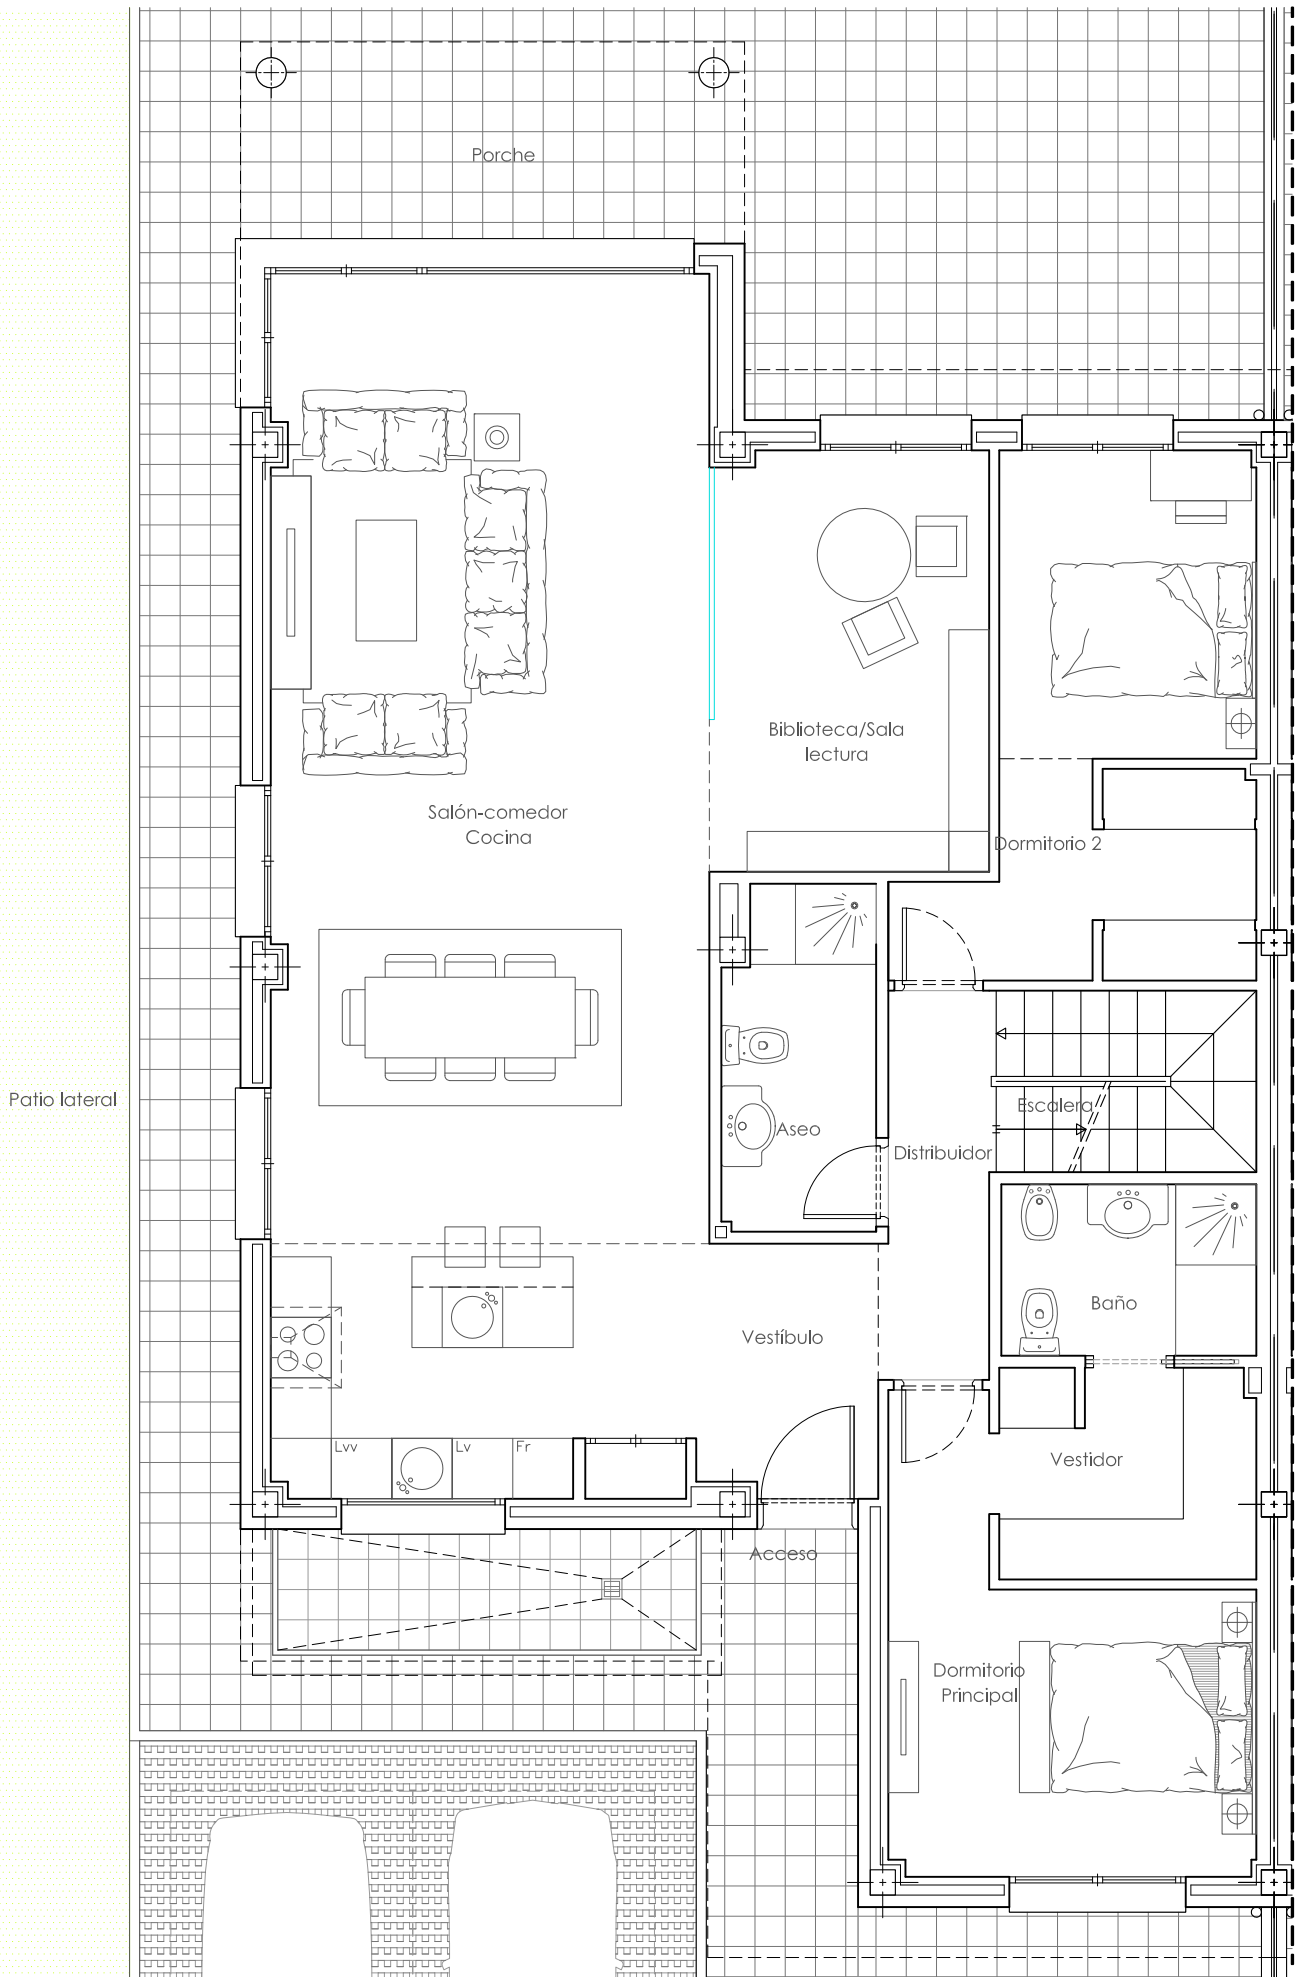 Porche
Biblioteca/Sala
lectura
Salón-comedor
Cocina
Dormitorio 2
Patio lateral
Escalera
Aseo
Distribuidor
Baño
Vestíbulo
Lvv
Lv
Fr
Vestidor
Acceso
Dormitorio
Principal